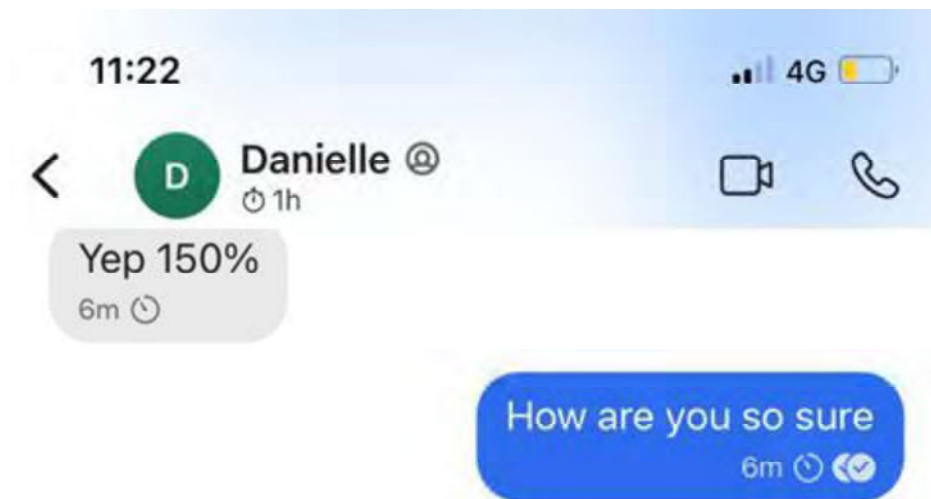 11:22 4G
D Danielle
1h
Yep 150%
6m
How are you so sure
6m